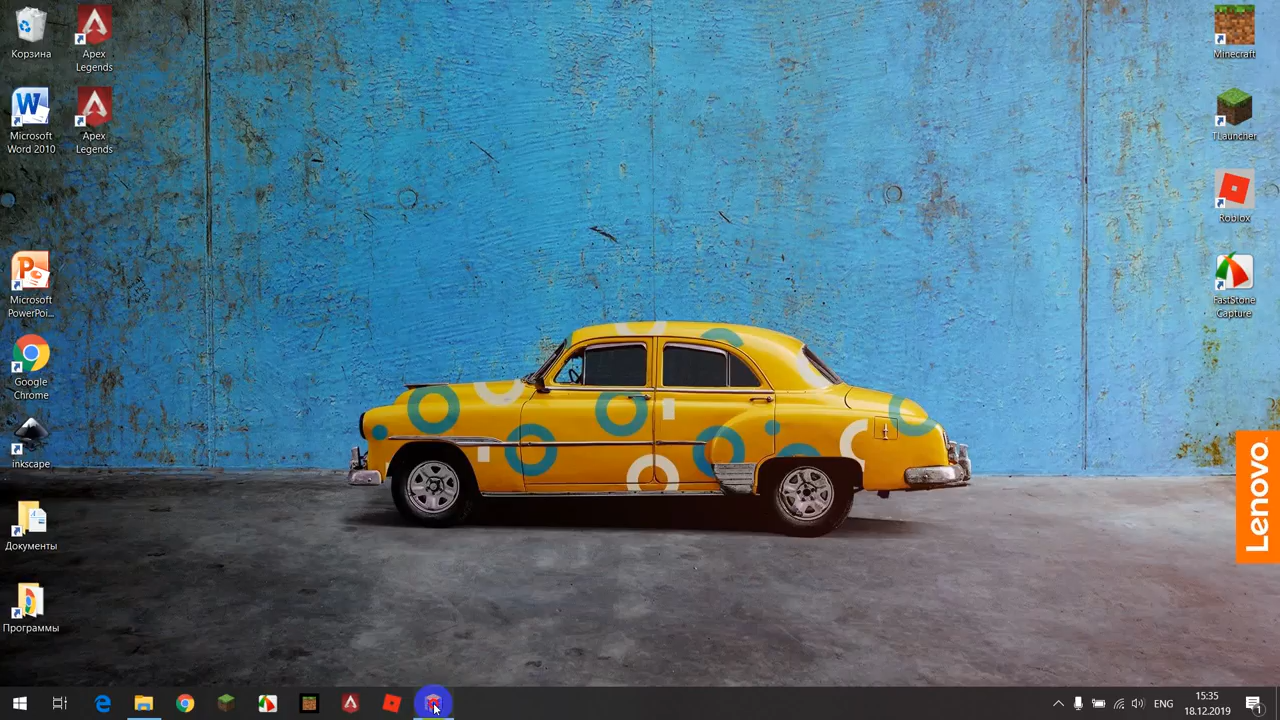 Корзина
Apex
Legends
Microsoft
Word 2010
Apex
Legends
Microsoft
PowerPoi...
Google
Chrome
inkscape
Документы
Программы
Minecraft
TLauncher
Roblox
FastStone
Capture
Lenovo
ENG
15:35
18.12.2019
1